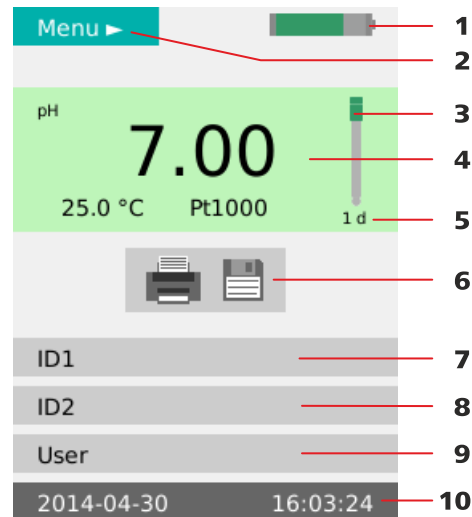 Menu ► 1
2
pH 3
7.00 4
25.0 °C Pt1000 1 d 5
6
ID1 7
ID2 8
User 9
2014-04-30 16:03:24 10